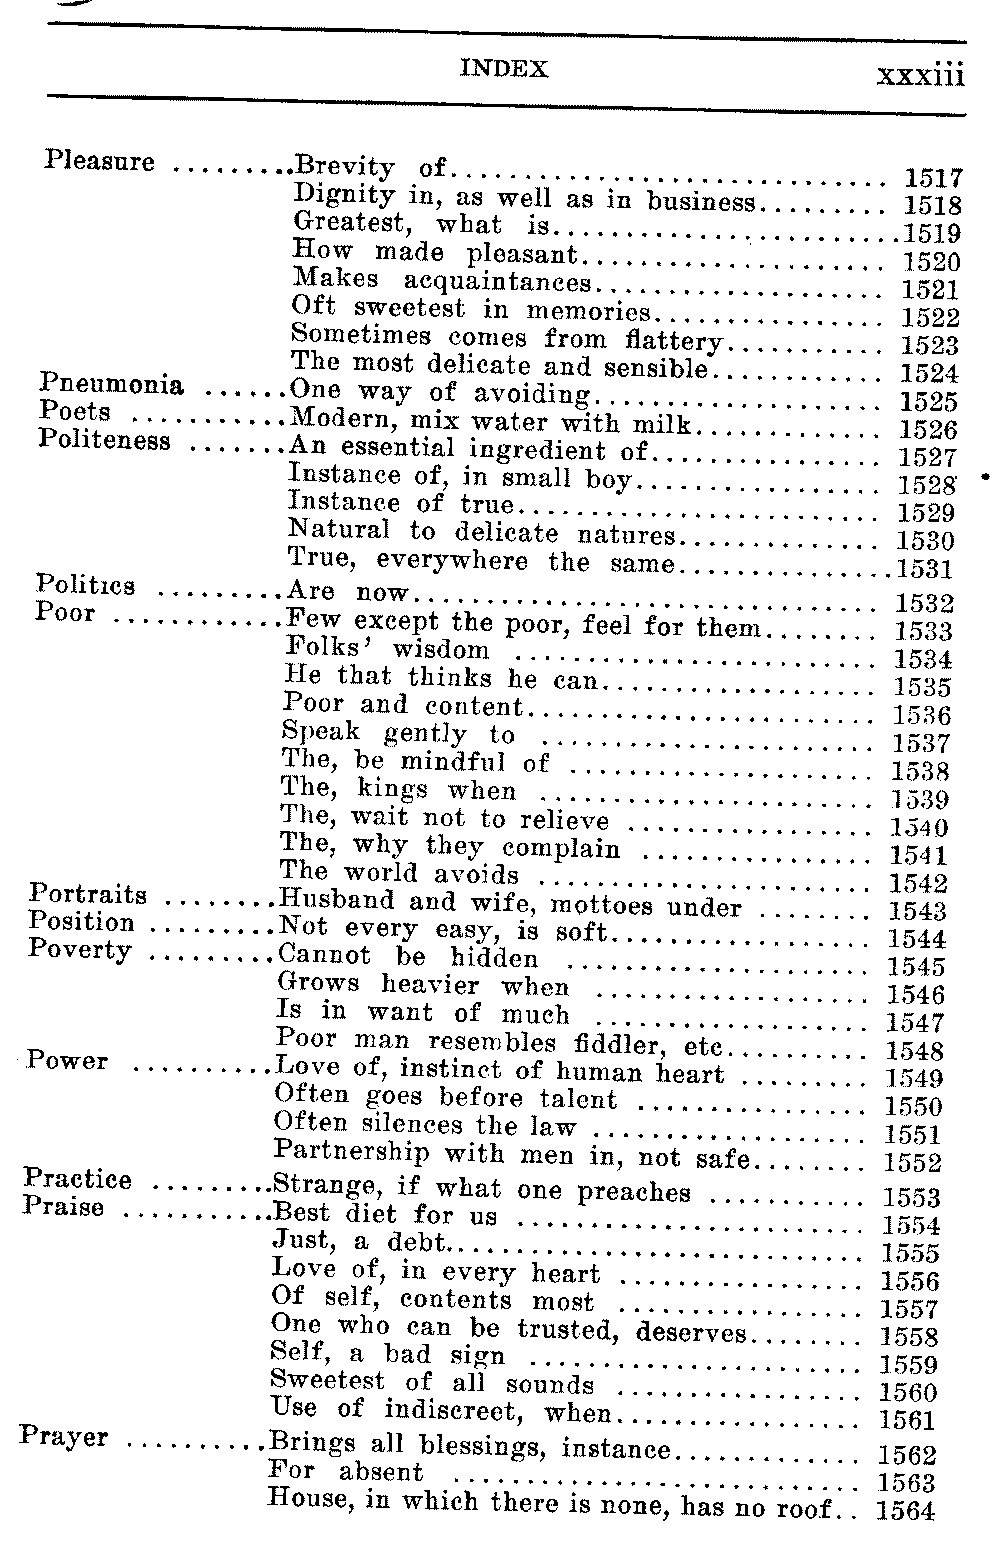 INDEX xxxiii
Pleasure .........Brevity of............................. 1517
Dignity in, as well as in business......... 1518
Greatest, what is........................1519
How made pleasant..................... 1520
Makes acquaintances.................... 1521
Oft sweetest in memories................ 1522
Sometimes comes from flattery........... 1523
The most delicate and sensible............ 1524
Pneumonia ......One way of avoiding.................... 1525
Poets ...........Modern, mix water with milk............. 1526
Politeness .......An essential ingredient of................ 1527
Instance of, in small boy................. 1528
Instance of true......................... 1529
Natural to delicate natures.............. 1530
True, everywhere the same...............1531
Politics .........Are now................................ 1532
Poor ............Few except the poor, feel for them........ 1533
Folks' wisdom ......................... 1534
He that thinks he can................... 1535
Poor and content........................ 1536
Speak gently to ....................... 1537
The, be mindful of ..................... 1538
The, kings when ....................... 1539
The, wait not to relieve ................. 1540
The, why they complain ................ 1541
The world avoids ....................... 1542
Portraits ........Husband and wife, mottoes under ........ 1543
Position .........Not every easy, is soft.................. 1544
Poverty .........Cannot be hidden ..................... 1545
Grows heavier when ................... 1546
Is in want of much ................... 1547
Poor man resembles fiddler, etc.......... 1548
Power ..........Love of, instinct of human heart ......... 1549
Often goes before talent ................ 1550
Often silences the law ................... 1551
Partnership with men in, not safe........ 1552
Practice .........Strange, if what one preaches ........... 1553
Praise ...........Best diet for us ........................ 1554
Just, a debt............................. 1555
Love of, in every heart ................. 1556
Of self, contents most ................. 1557
One who can be trusted, deserves........ 1558
Self, a bad sign ....................... 1559
Sweetest of all sounds ................. 1560
Use of indiscreet, when................. 1561
Prayer ..........Brings all blessings, instance............. 1562
For absent ............................ 1563
House, in which there is none, has no roof.. 1564